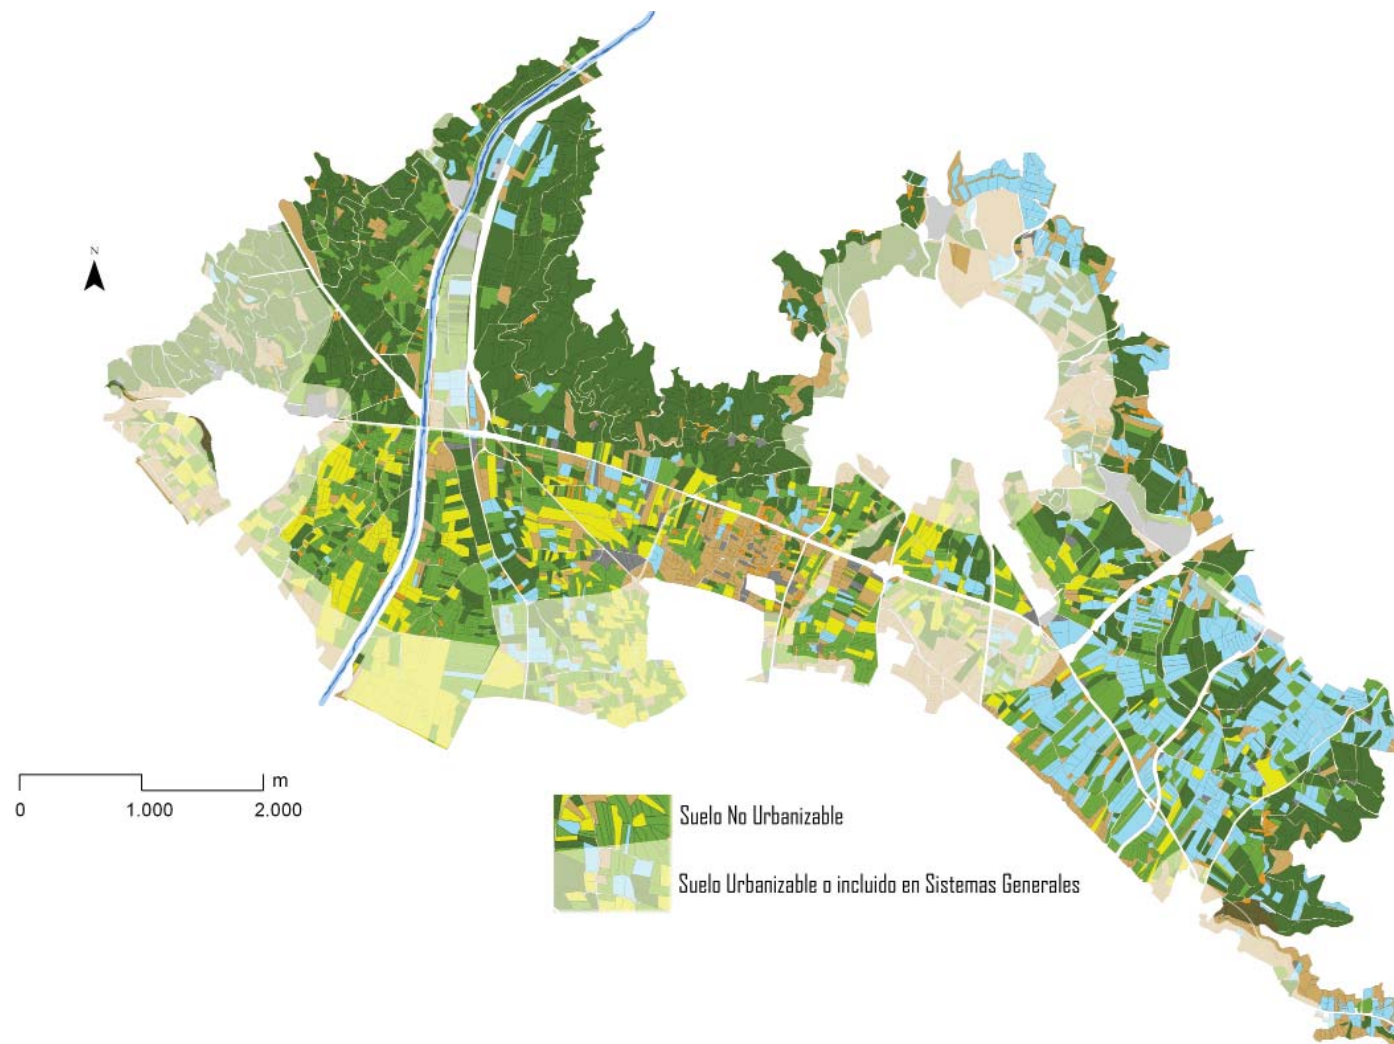 N
m
0 1.000 2.000
Suelo No Urbanizable
Suelo Urbanizable o incluido en Sistemas Generales